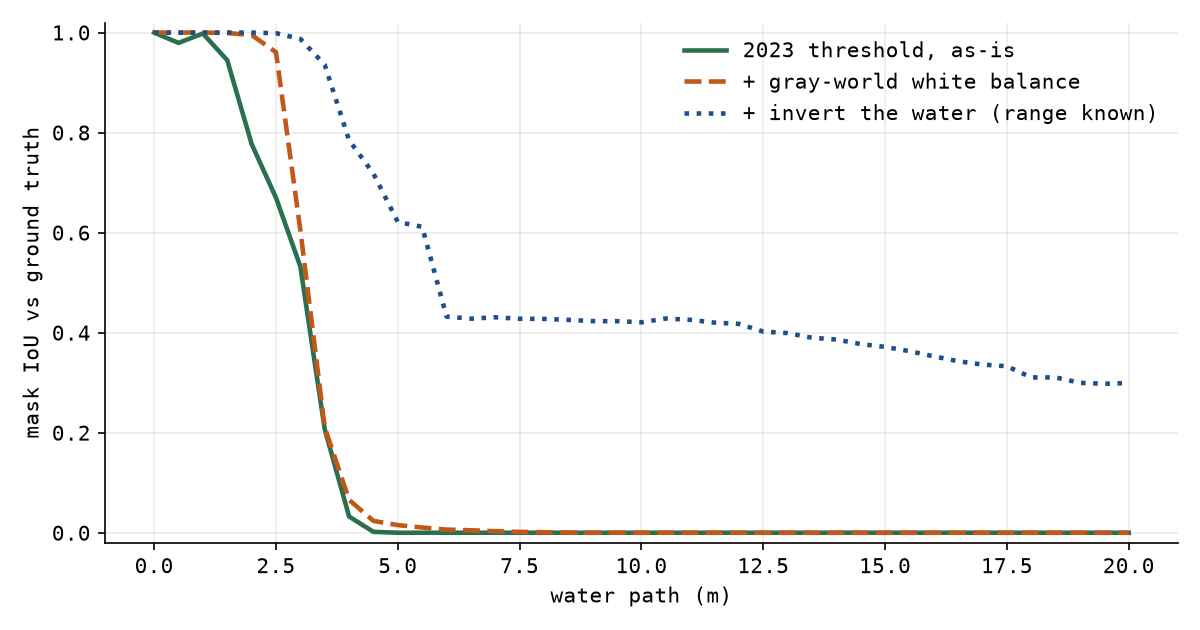 2023 threshold, as-is
+ gray-world white balance
+ invert the water (range known)
mask IoU vs ground truth
1.0
0.8
0.6
0.4
0.2
0.0
0.0 2.5 5.0 7.5 10.0 12.5 15.0 17.5 20.0
water path (m)